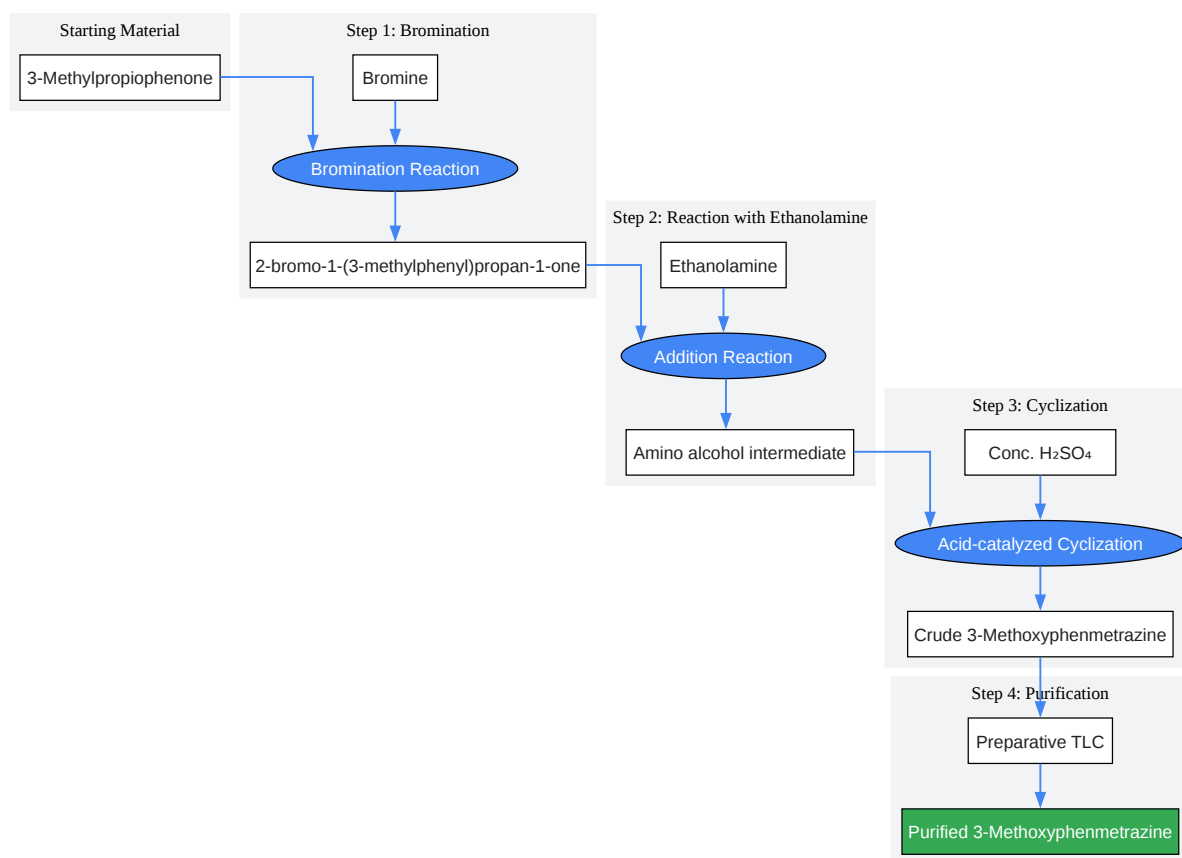 Starting Material
3-Methylpropiophenone
Step 1: Bromination
Bromine
Bromination Reaction
2-bromo-1-(3-methylphenyl)propan-1-one
Step 2: Reaction with Ethanolamine
Ethanolamine
Addition Reaction
Amino alcohol intermediate
Step 3: Cyclization
Conc. H₂SO₄
Acid-catalyzed Cyclization
Crude 3-Methoxyphenmetrazine
Step 4: Purification
Preparative TLC
Purified 3-Methoxyphenmetrazine